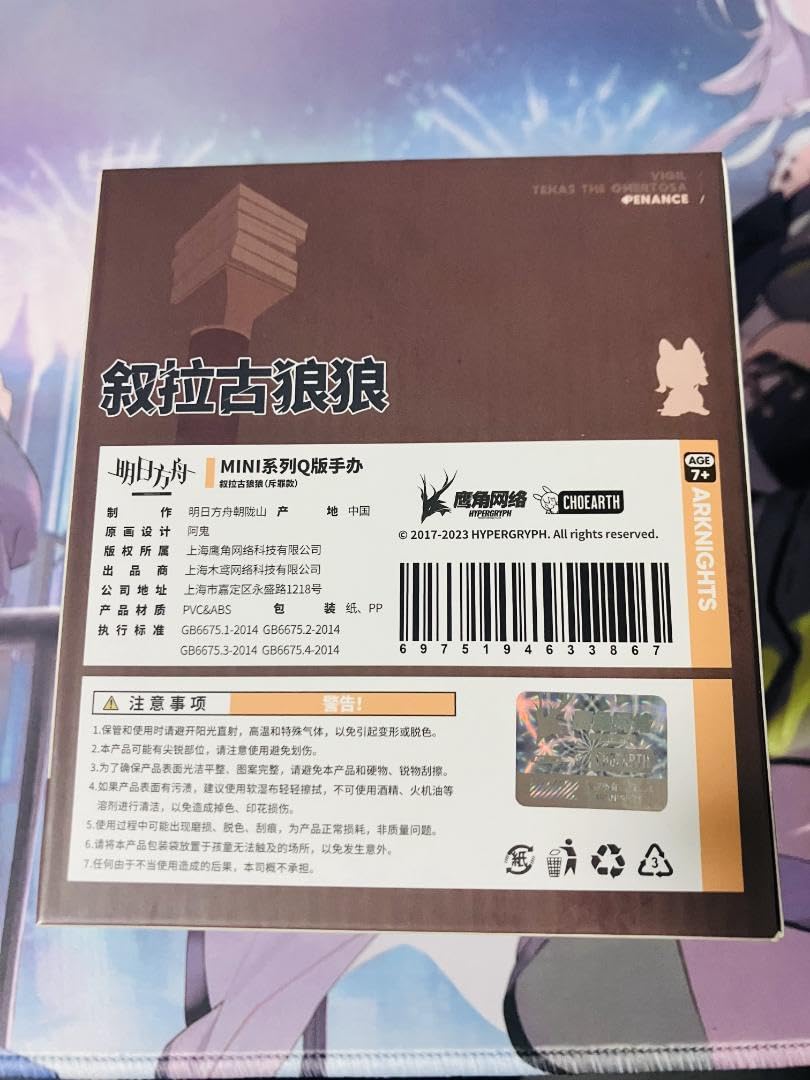 VIGIL /
TEXAS THE OMERTOSA /
PENANCE /
叙拉古狼狼
明日方舟
MINI系列Q版手办
叙拉古狼狼(斥罪款)
制作 明日方舟朝陇山 产地 中国
原画设计 阿鬼
版权所属 上海鹰角网络科技有限公司
出品商 上海木鸢网络科技有限公司
公司地址 上海市嘉定区永盛路1218号
产品材质 PVC&ABS 包装 纸、PP
执行标准 GB6675.1-2014 GB6675.2-2014
GB6675.3-2014 GB6675.4-2014
鹰角网络
HYPERGRYPH
CHOEARTH
© 2017-2023 HYPERGRYPH. All rights reserved.
6975194633867
AGE
7+
ARKNIGHTS
注意事项 警告!
1.保管和使用时请避开阳光直射，高温和特殊气体，以免引起变形或脱色。
2.本产品可能有尖锐部位，请注意使用避免划伤。
3.为了确保产品表面光洁平整、图案完整，请避免本产品和硬物、锐物刮擦。
4.如果产品表面有污渍，建议使用软湿布轻轻擦拭，不可使用酒精、火机油等
溶剂进行清洁，以免造成掉色、印花损伤。
5.使用过程中可能出现磨损、脱色、刮痕，为产品正常损耗，非质量问题。
6.请将本产品包装袋放置于孩童无法触及的场所，以免发生意外。
7.任何由于不当使用造成的后果，本司概不承担。
鹰角网络
CHOEARTH
紙
3